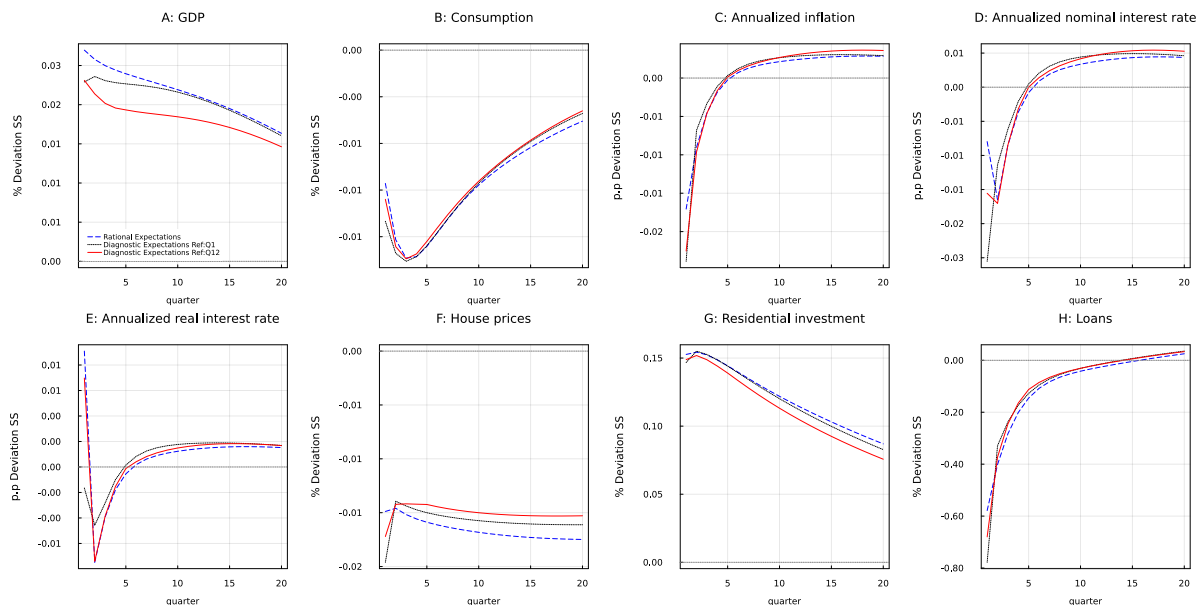 A: GDP
B: Consumption
C: Annualized inflation
D: Annualized nominal interest rate
% Deviation SS
0.03
0.02
0.01
0.01
0.01
0.00
Rational Expectations
Diagnostic Expectations Ref:Q1
Diagnostic Expectations Ref:Q12
5
10
15
20
quarter
% Deviation SS
0.00
-0.00
-0.01
-0.01
-0.01
5
10
15
20
quarter
p.p Deviation SS
0.00
-0.01
-0.02
5
10
15
20
quarter
p.p Deviation SS
0.01
0.00
-0.01
-0.01
-0.01
-0.02
-0.03
5
10
15
20
quarter
E: Annualized real interest rate
F: House prices
G: Residential investment
H: Loans
p.p Deviation SS
0.01
0.01
0.00
0.00
0.00
-0.00
-0.00
-0.01
5
10
15
20
quarter
% Deviation SS
0.00
-0.01
-0.01
-0.01
-0.02
5
10
15
20
quarter
% Deviation SS
0.15
0.10
0.05
0.00
5
10
15
20
quarter
% Deviation SS
0.00
-0.20
-0.40
-0.60
-0.80
5
10
15
20
quarter